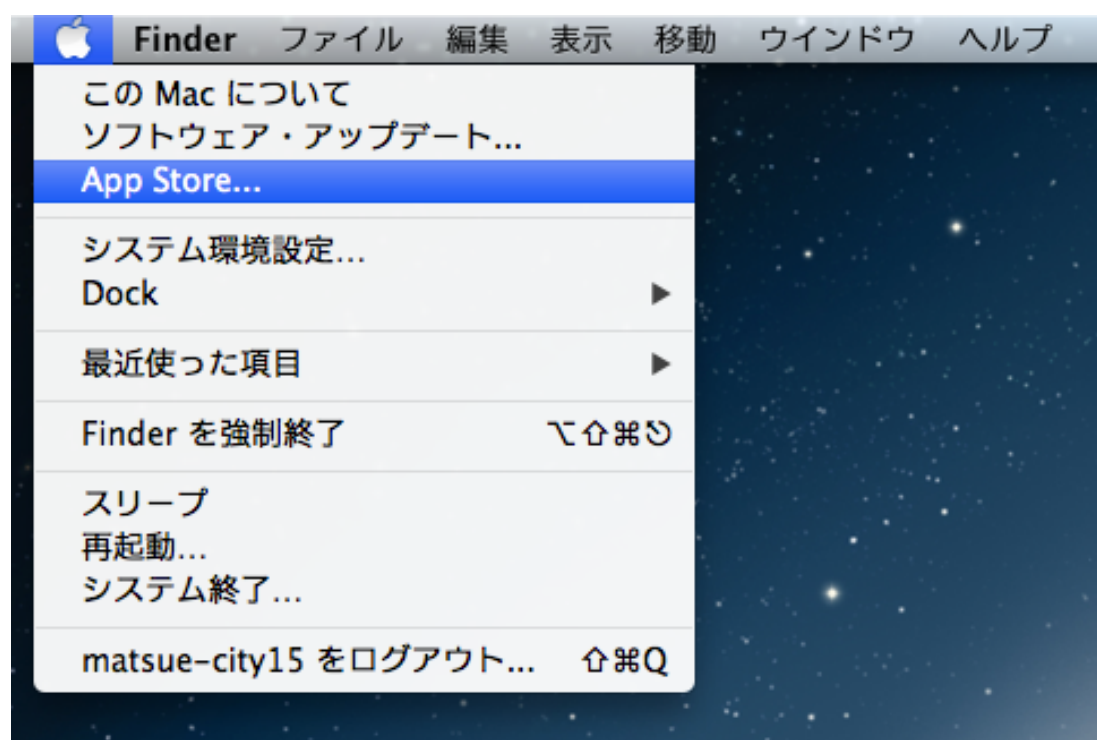 Finder ファイル 編集 表示 移動 ウインドウ ヘルプ
この Mac について
ソフトウェア・アップデート...
App Store...
システム環境設定...
Dock ▶
最近使った項目 ▶
Finder を強制終了 ⌥⇧⌘⎋
スリープ
再起動...
システム終了...
matsue-city15 をログアウト... ⇧⌘Q